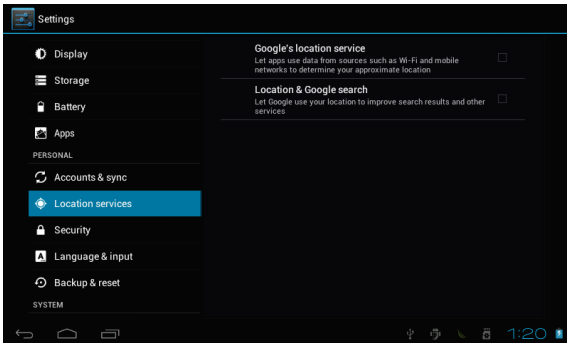 Settings
Display
Storage
Battery
Apps
PERSONAL
Accounts & sync
Location services
Security
Language & input
Backup & reset
SYSTEM
Google's location service
Let apps use data from sources such as Wi-Fi and mobile
networks to determine your approximate location
Location & Google search
Let Google use your location to improve search results and other
services
1:20